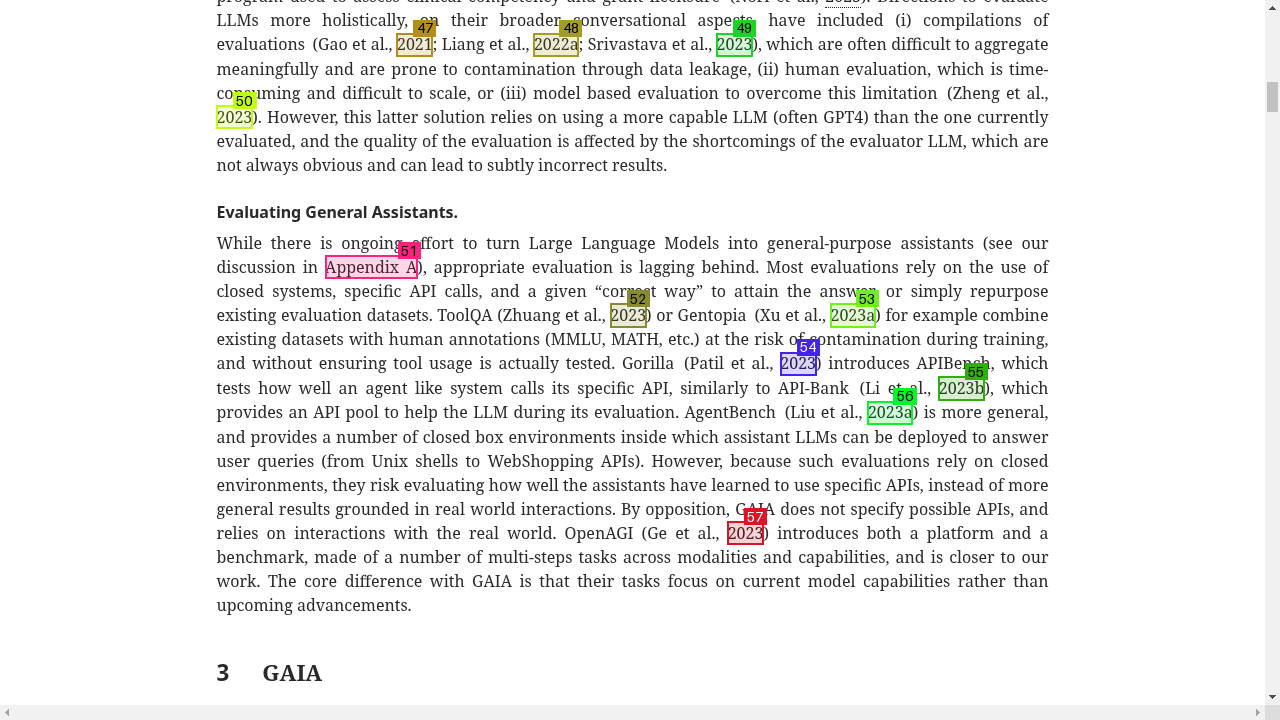 program used to assess clinical competency and grant licensure (Nori et al., 2023). Directions to evaluate
LLMs more holistically, on their broader conversational aspects, have included (i) compilations of
47 48 49
evaluations (Gao et al., 2021; Liang et al., 2022a; Srivastava et al., 2023), which are often difficult to aggregate
meaningfully and are prone to contamination through data leakage, (ii) human evaluation, which is time-
consuming and difficult to scale, or (iii) model based evaluation to overcome this limitation (Zheng et al.,
50
2023). However, this latter solution relies on using a more capable LLM (often GPT4) than the one currently
evaluated, and the quality of the evaluation is affected by the shortcomings of the evaluator LLM, which are
not always obvious and can lead to subtly incorrect results.
Evaluating General Assistants.
While there is ongoing effort to turn Large Language Models into general-purpose assistants (see our
51
discussion in Appendix A), appropriate evaluation is lagging behind. Most evaluations rely on the use of
closed systems, specific API calls, and a given “correct way” to attain the answer or simply repurpose
52 53
existing evaluation datasets. ToolQA (Zhuang et al., 2023) or Gentopia (Xu et al., 2023a) for example combine
existing datasets with human annotations (MMLU, MATH, etc.) at the risk of contamination during training,
54
and without ensuring tool usage is actually tested. Gorilla (Patil et al., 2023) introduces APIBench, which
55
tests how well an agent like system calls its specific API, similarly to API-Bank (Li et al., 2023b), which
56
provides an API pool to help the LLM during its evaluation. AgentBench (Liu et al., 2023a) is more general,
and provides a number of closed box environments inside which assistant LLMs can be deployed to answer
user queries (from Unix shells to WebShopping APIs). However, because such evaluations rely on closed
environments, they risk evaluating how well the assistants have learned to use specific APIs, instead of more
general results grounded in real world interactions. By opposition, GAIA does not specify possible APIs, and
57
relies on interactions with the real world. OpenAGI (Ge et al., 2023) introduces both a platform and a
benchmark, made of a number of multi-steps tasks across modalities and capabilities, and is closer to our
work. The core difference with GAIA is that their tasks focus on current model capabilities rather than
upcoming advancements.
3 GAIA